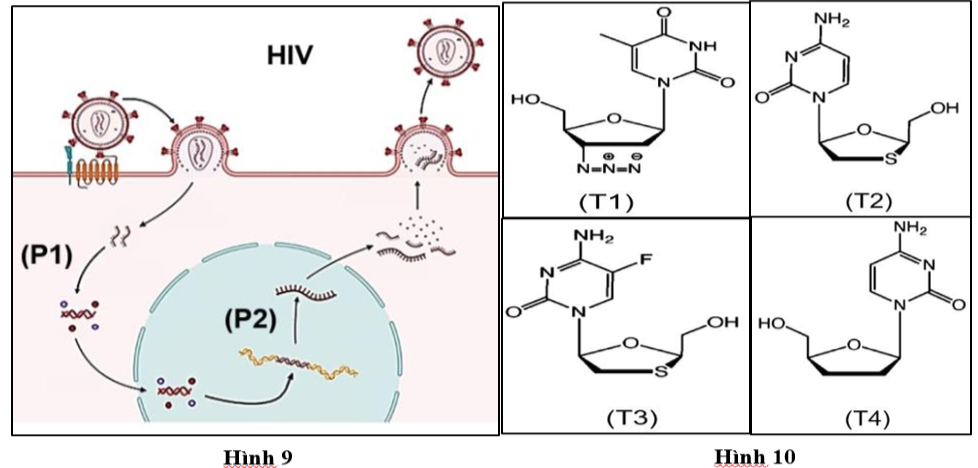 HIV
(P1)
(P2)
Hình 9
O
NH
N
O
HO
O
N=N=N
⊕ ⊖
(T1)
NH₂
N
O
N
O
OH
S
(T2)
NH₂
F
N
O
N
O
OH
S
(T3)
NH₂
N
N
O
HO
O
(T4)
Hình 10